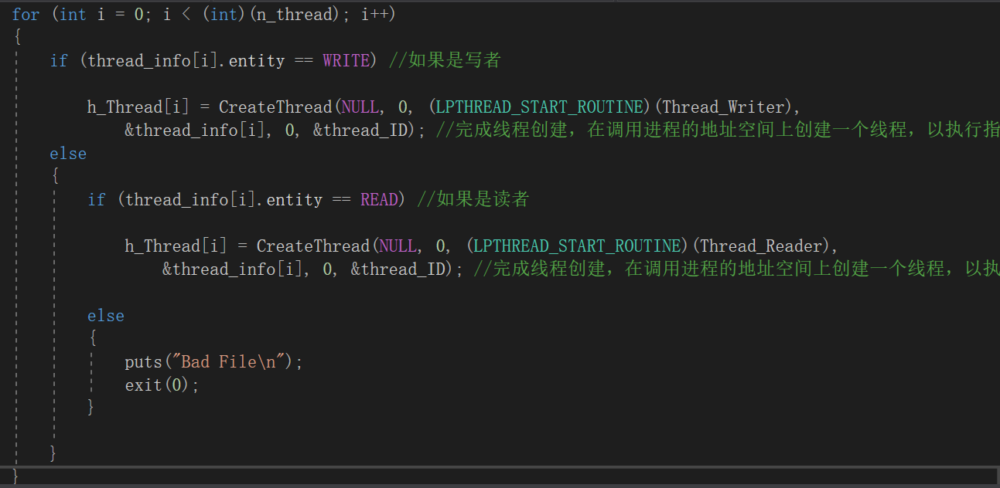 for (int i = 0; i < (int)(n_thread); i++)
{
if (thread_info[i].entity == WRITE) //如果是写者
h_Thread[i] = CreateThread(NULL, 0, (LPTHREAD_START_ROUTINE)(Thread_Writer),
&thread_info[i], 0, &thread_ID); //完成线程创建，在调用进程的地址空间上创建一个线程，以执行指
else
{
if (thread_info[i].entity == READ) //如果是读者
h_Thread[i] = CreateThread(NULL, 0, (LPTHREAD_START_ROUTINE)(Thread_Reader),
&thread_info[i], 0, &thread_ID); //完成线程创建，在调用进程的地址空间上创建一个线程，以执
else
{
puts("Bad File\n");
exit(0);
}
}
}